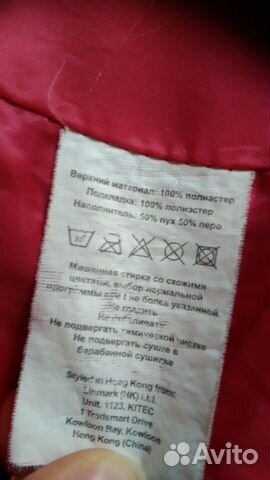 Верхний материал: 100% полиэстер
Подкладка: 100% полиэстер
Наполнитель: 50% пух 50% перо
30
Машинная стирка со схожими
цветами, выбор нормальной
программы или t не более указанной.
Не гладить
Не отбеливать
Не подвергать химической чистке
Не подвергать сушке в
барабанной сушилке
Styled in Hong Kong from:
Linmark (HK) Ltd.
Unit 1123, KITEC
1 Trademart Drive
Kowloon Bay, Kowloon
Hong Kong (China)
Avito